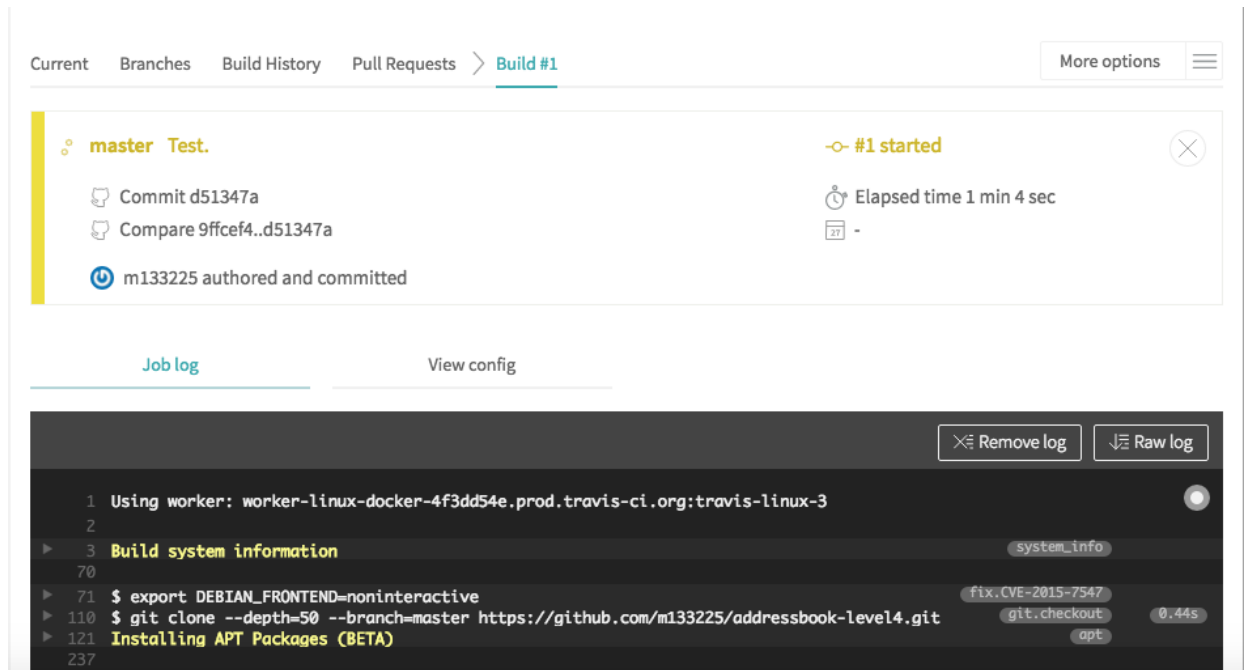 Current Branches Build History Pull Requests Build #1 More options
master Test.
#1 started
Commit d51347a
Elapsed time 1 min 4 sec
Compare 9ffcef4..d51347a
27 -
m133225 authored and committed
Job log View config
Remove log Raw log
1 Using worker: worker-linux-docker-4f3dd54e.prod.travis-ci.org:travis-linux-3
2
3 Build system information system_info
70
71 $ export DEBIAN_FRONTEND=noninteractive fix.CVE-2015-7547
110 $ git clone --depth=50 --branch=master https://github.com/m133225/addressbook-level4.git git.checkout 0.44s
121 Installing APT Packages (BETA) apt
237